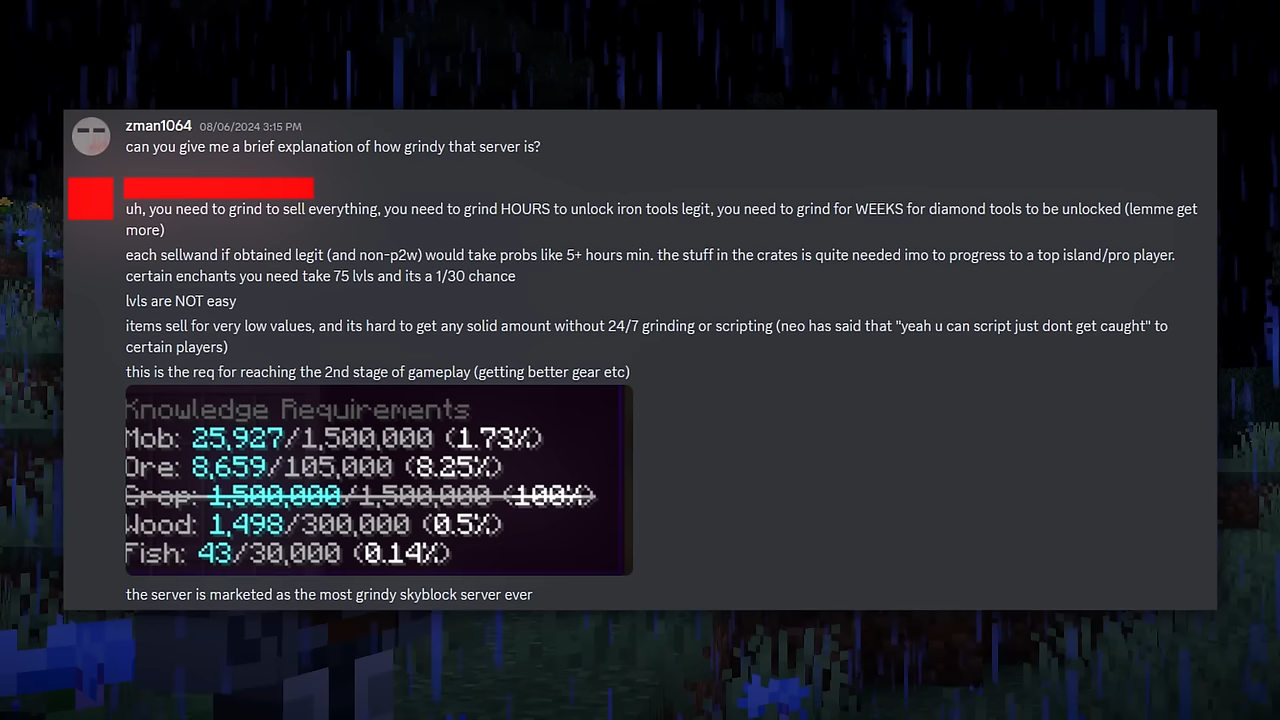 zman1064 08/06/2024 3:15 PM
can you give me a brief explanation of how grindy that server is?
uh, you need to grind to sell everything, you need to grind HOURS to unlock iron tools legit, you need to grind for WEEKS for diamond tools to be unlocked (lemme get
more)
each sellwand if obtained legit (and non-p2w) would take probs like 5+ hours min. the stuff in the crates is quite needed imo to progress to a top island/pro player.
certain enchants you need take 75 lvls and its a 1/30 chance
lvls are NOT easy
items sell for very low values, and its hard to get any solid amount without 24/7 grinding or scripting (neo has said that "yeah u can script just dont get caught" to
certain players)
this is the req for reaching the 2nd stage of gameplay (getting better gear etc)
Knowledge Requirements
Mob: 25,927/1,500,000 (1.73%)
Ore: 8,659/105,000 (8.25%)
Crop: 1,500,000/1,500,000 (100%)
Wood: 1,498/300,000 (0.5%)
Fish: 43/30,000 (0.14%)
the server is marketed as the most grindy skyblock server ever